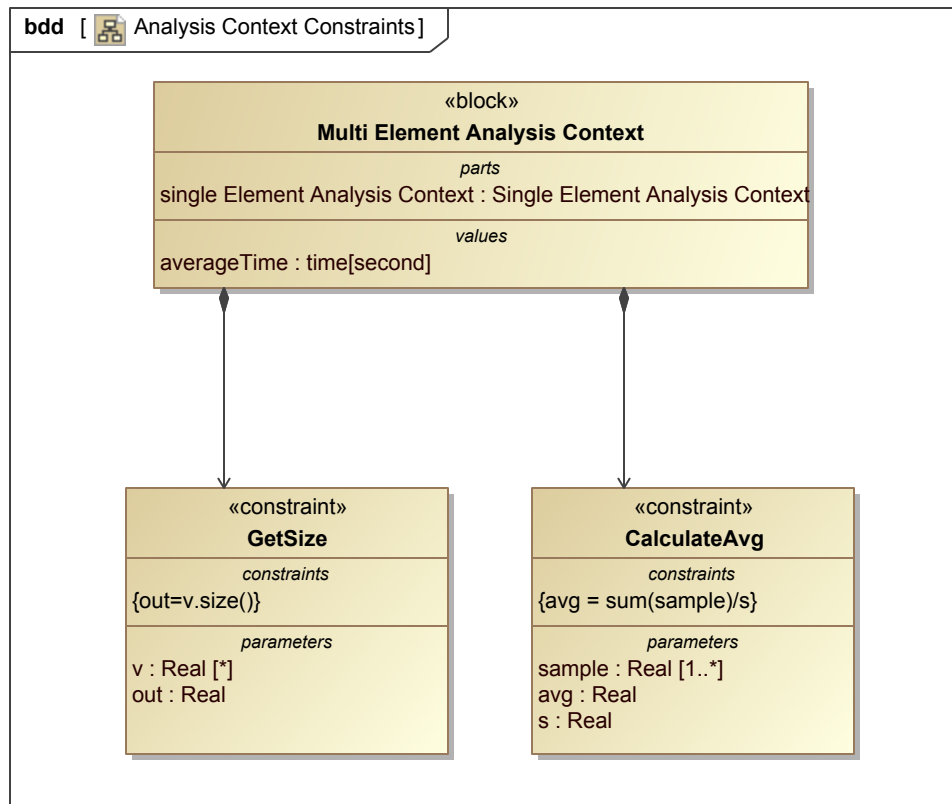 bdd [ Analysis Context Constraints ]
«block»
Multi Element Analysis Context
parts
single Element Analysis Context : Single Element Analysis Context
values
averageTime : time[second]
«constraint»
GetSize
constraints
{out=v.size()}
parameters
v : Real [*]
out : Real
«constraint»
CalculateAvg
constraints
{avg = sum(sample)/s}
parameters
sample : Real [1..*]
avg : Real
s : Real